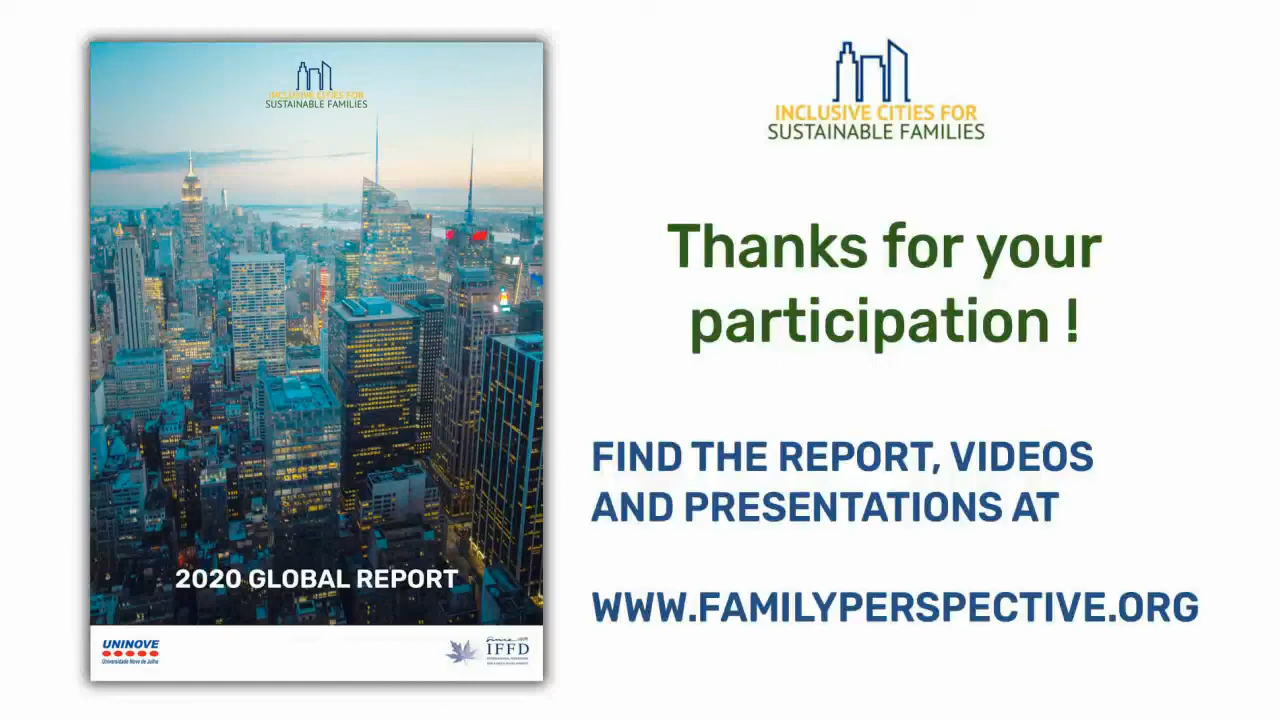 INCLUSIVE CITIES FOR
SUSTAINABLE FAMILIES
2020 GLOBAL REPORT
UNINOVE
Universidade Nove de Julho
IFFD
INCLUSIVE CITIES FOR
SUSTAINABLE FAMILIES
Thanks for your
participation !
FIND THE REPORT, VIDEOS
AND PRESENTATIONS AT
WWW.FAMILYPERSPECTIVE.ORG